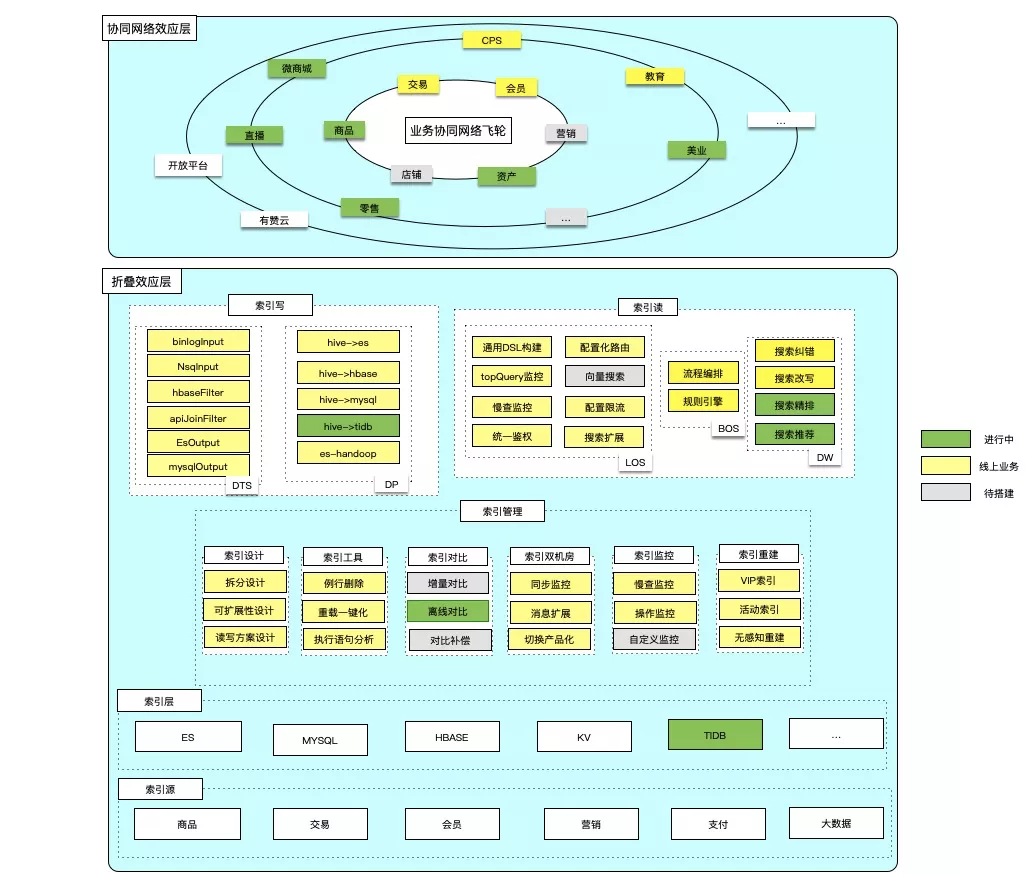 协同网络效应层
CPS
微商城
教育
交易
会员
...
商品
业务协同网络飞轮
营销
直播
美业
开放平台
店铺
资产
零售
有赞云
...
折叠效应层
索引写
binlogInput
NsqInput
hbaseFilter
apiJoinFilter
EsOutput
mysqlOutput
DTS
hive->es
hive->hbase
hive->mysql
hive->tidb
es-handoop
DP
索引读
通用DSL构建
配置化路由
topQuery监控
向量搜索
慢查监控
配置限流
统一鉴权
搜索扩展
LOS
流程编排
规则引擎
BOS
搜索纠错
搜索改写
搜索精排
搜索推荐
DW
进行中
线上业务
待搭建
索引管理
索引设计
拆分设计
可扩展性设计
读写方案设计
索引工具
例行删除
重载一键化
执行语句分析
索引对比
增量对比
离线对比
对比补偿
索引双机房
同步监控
消息扩展
切换产品化
索引监控
慢查监控
操作监控
自定义监控
索引重建
VIP索引
活动索引
无感知重建
索引层
ES
MYSQL
HBASE
KV
TIDB
...
索引源
商品
交易
会员
营销
支付
大数据